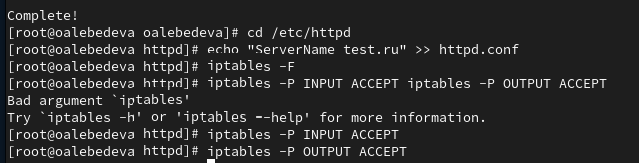 Complete!
[root@oalebedeva oalebedeva]# cd /etc/httpd
[root@oalebedeva httpd]# echo "ServerName test.ru" >> httpd.conf
[root@oalebedeva httpd]# iptables -F
[root@oalebedeva httpd]# iptables -P INPUT ACCEPT iptables -P OUTPUT ACCEPT
Bad argument `iptables'
Try `iptables -h' or 'iptables --help' for more information.
[root@oalebedeva httpd]# iptables -P INPUT ACCEPT
[root@oalebedeva httpd]# iptables -P OUTPUT ACCEPT